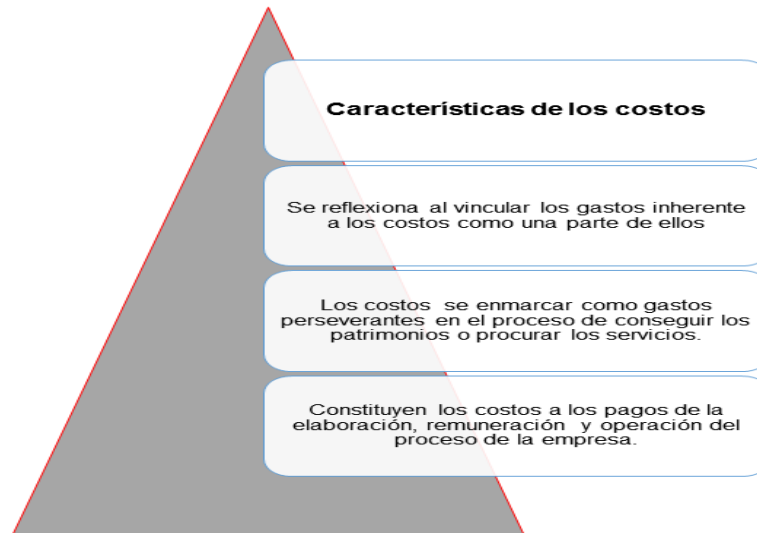 Características de los costos
Se reflexiona al vincular los gastos inherente
a los costos como una parte de ellos
Los costos se enmarcar como gastos
perseverantes en el proceso de conseguir los
patrimonios o procurar los servicios.
Constituyen los costos a los pagos de la
elaboración, remuneración y operación del
proceso de la empresa.